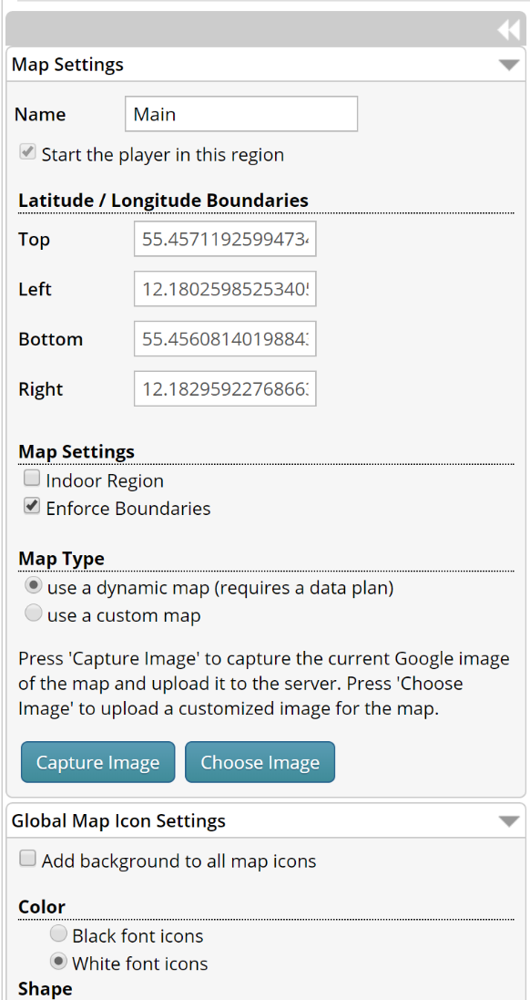 Map Settings
Name Main
Start the player in this region
Latitude / Longitude Boundaries
Top 55.4571192599473
Left 12.1802598525340
Bottom 55.4560814019884
Right 12.1829592276866
Map Settings
Indoor Region
Enforce Boundaries
Map Type
use a dynamic map (requires a data plan)
use a custom map
Press 'Capture Image' to capture the current Google image
of the map and upload it to the server. Press 'Choose
Image' to upload a customized image for the map.
Capture Image Choose Image
Global Map Icon Settings
Add background to all map icons
Color
Black font icons
White font icons
Shape